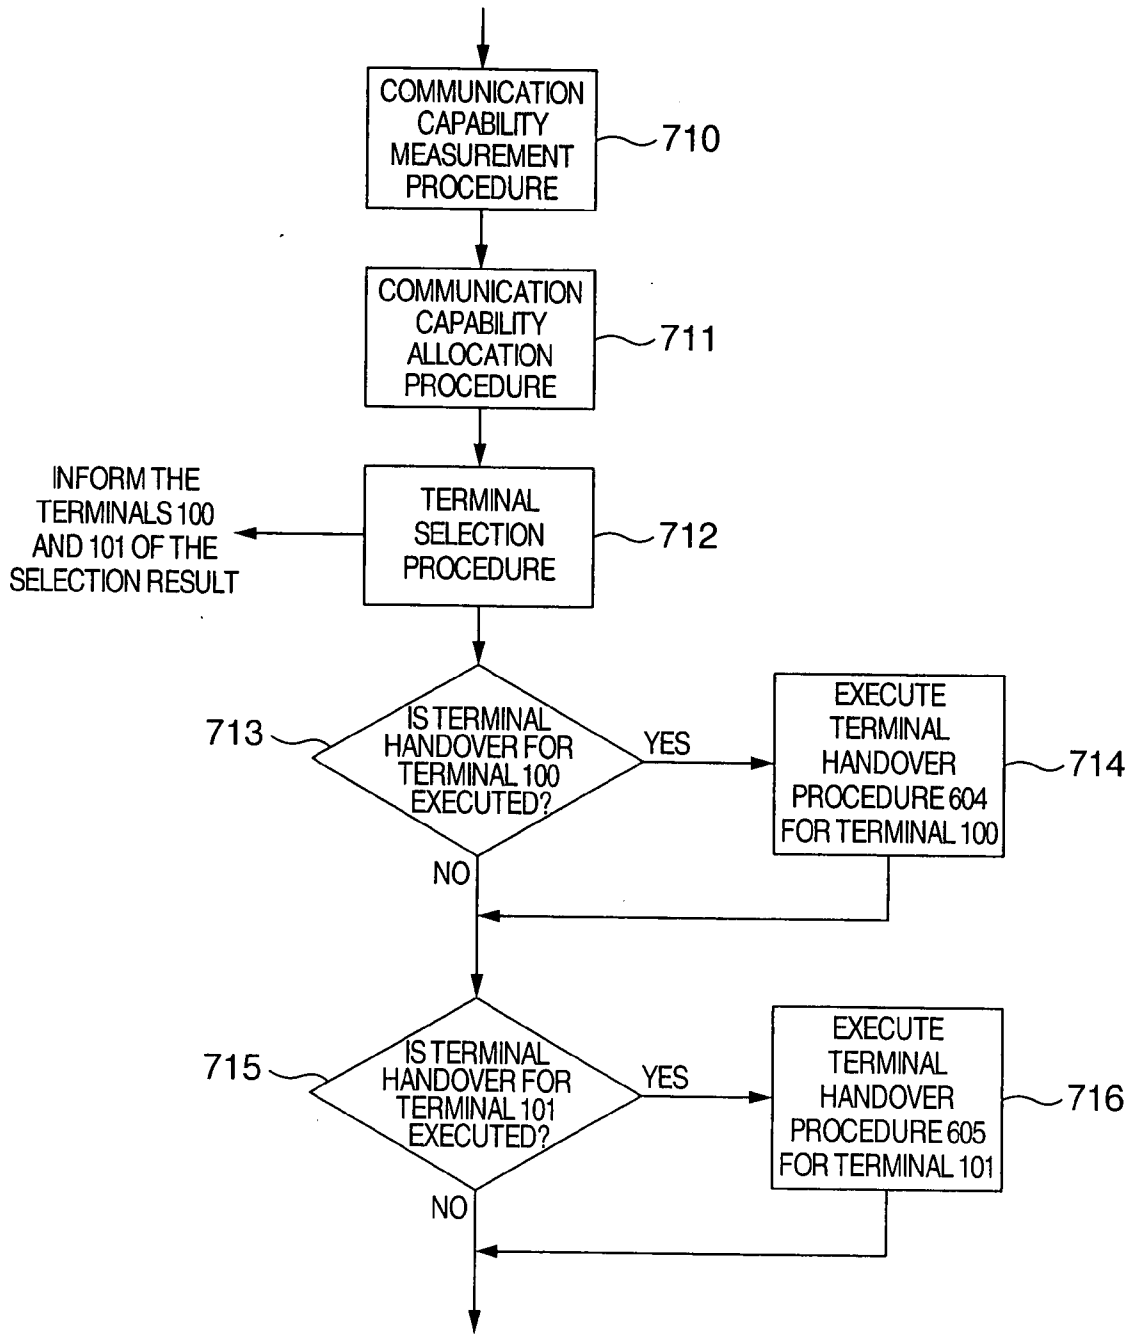 COMMUNICATION
CAPABILITY
MEASUREMENT
PROCEDURE
710
COMMUNICATION
CAPABILITY
ALLOCATION
PROCEDURE
711
INFORM THE
TERMINALS 100
AND 101 OF THE
SELECTION RESULT
TERMINAL
SELECTION
PROCEDURE
712
713
IS TERMINAL
HANDOVER FOR
TERMINAL 100
EXECUTED?
YES
NO
EXECUTE
TERMINAL
HANDOVER
PROCEDURE 604
FOR TERMINAL 100
714
715
IS TERMINAL
HANDOVER FOR
TERMINAL 101
EXECUTED?
YES
NO
EXECUTE
TERMINAL
HANDOVER
PROCEDURE 605
FOR TERMINAL 101
716